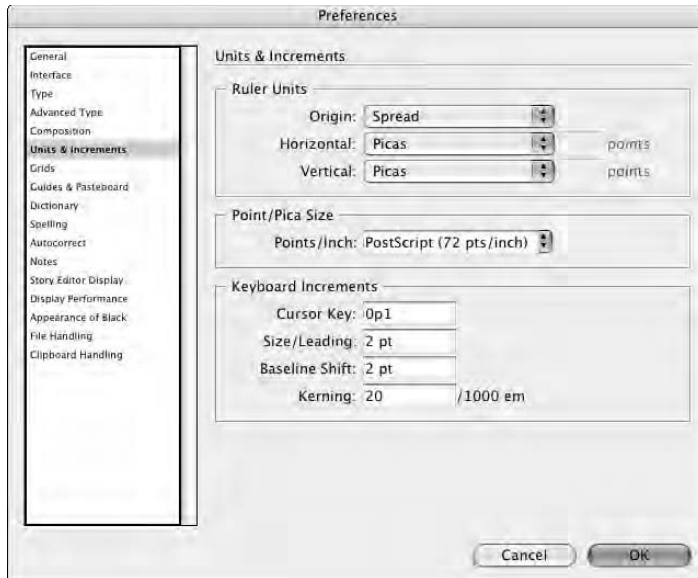 Preferences
General
Interface
Type
Advanced Type
Composition
Units & Increments
Grids
Guides & Pasteboard
Dictionary
Spelling
Autocorrect
Notes
Story Editor Display
Display Performance
Appearance of Black
File Handling
Clipboard Handling
Units & Increments
Ruler Units
Origin: Spread
Horizontal: Picas points
Vertical: Picas points
Point/Pica Size
Points/Inch: PostScript (72 pts/inch)
Keyboard Increments
Cursor Key: 0p1
Size/Leading: 2 pt
Baseline Shift: 2 pt
Kerning: 20 /1000 em
Cancel OK